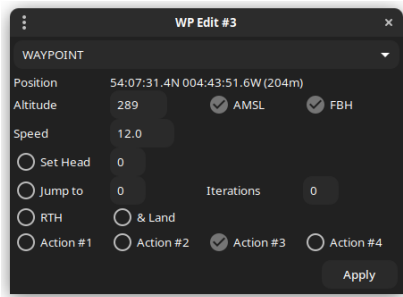 WP Edit #3
WAYPOINT
Position 54:07:31.4N 004:43:51.6W (204m)
Altitude 289 AMSL FBH
Speed 12.0
Set Head 0
Jump to 0 Iterations 0
RTH & Land
Action #1 Action #2 Action #3 Action #4
Apply